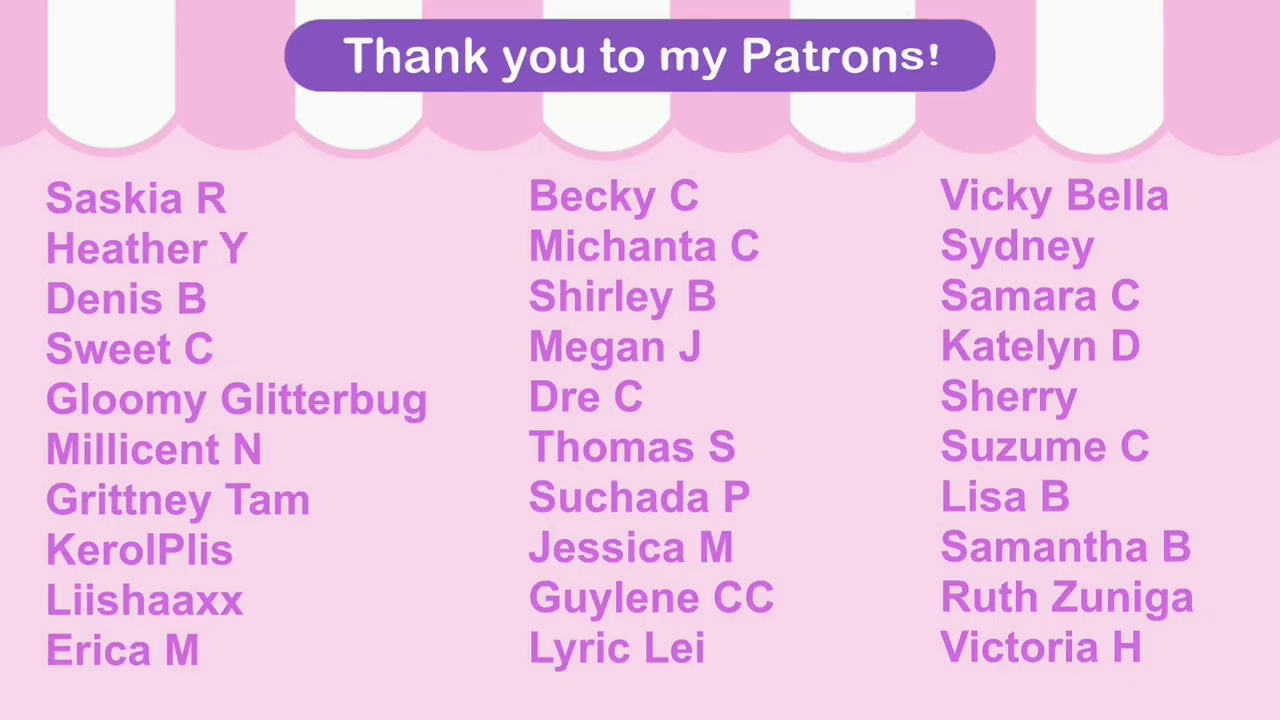 Thank you to my Patrons!
Saskia R
Heather Y
Denis B
Sweet C
Gloomy Glitterbug
Millicent N
Grittney Tam
KerolPlis
Liishaaxx
Erica M
Becky C
Michanta C
Shirley B
Megan J
Dre C
Thomas S
Suchada P
Jessica M
Guylene CC
Lyric Lei
Vicky Bella
Sydney
Samara C
Katelyn D
Sherry
Suzume C
Lisa B
Samantha B
Ruth Zuniga
Victoria H